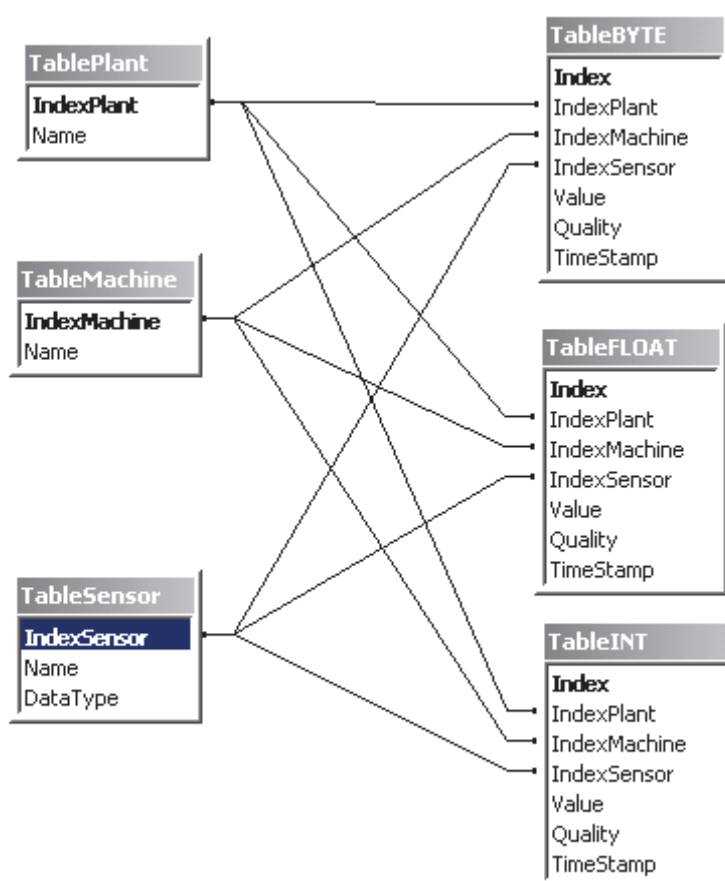 TablePlant
IndexPlant
Name
TableMachine
IndexMachine
Name
TableSensor
IndexSensor
Name
DataType
TableBYTE
Index
IndexPlant
IndexMachine
IndexSensor
Value
Quality
TimeStamp
TableFLOAT
Index
IndexPlant
IndexMachine
IndexSensor
Value
Quality
TimeStamp
TableINT
Index
IndexPlant
IndexMachine
IndexSensor
Value
Quality
TimeStamp